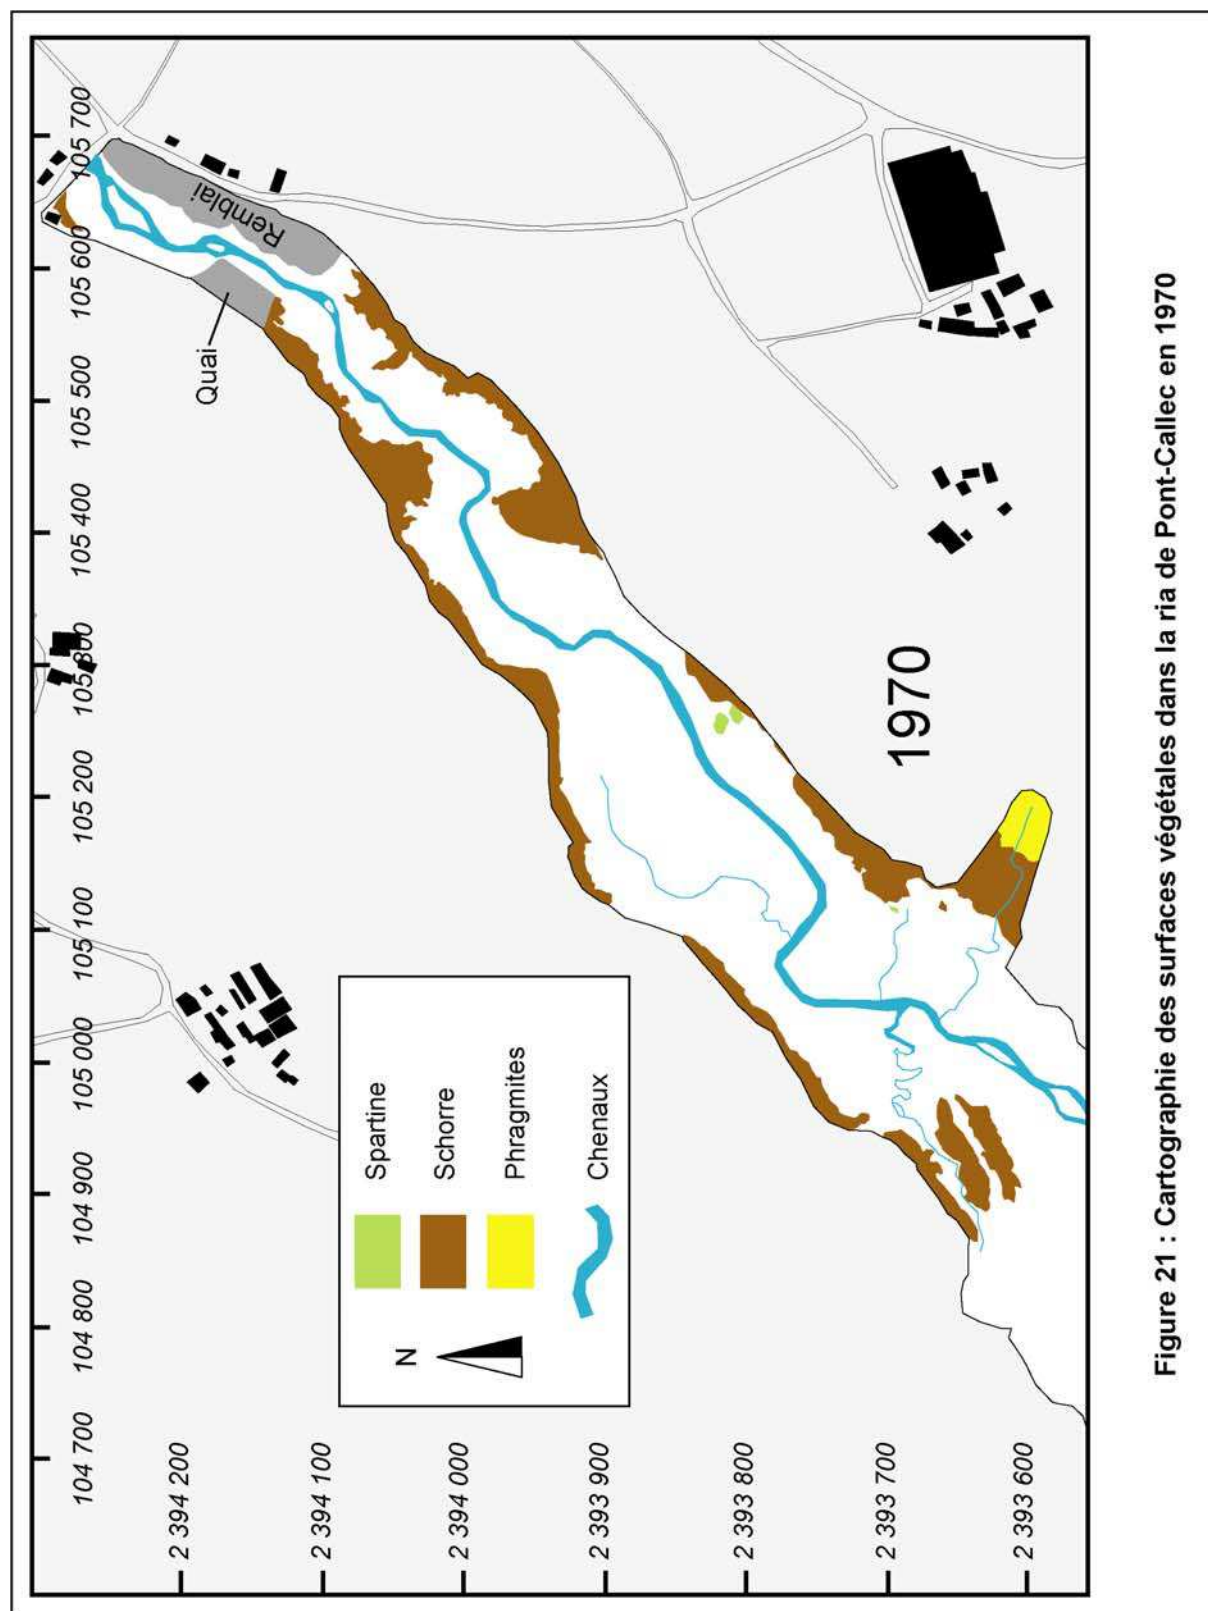 105 700
105 600
105 500
105 400
105 300
105 200
105 100
105 000
104 900
104 800
104 700
2 394 200
2 394 100
2 394 000
2 393 900
2 393 800
2 393 700
2 393 600
Remblai
Quai
1970
N
Spartine
Schorre
Phragmites
Chenaux
Figure 21 : Cartographie des surfaces végétales dans la ria de Pont-Callec en 1970